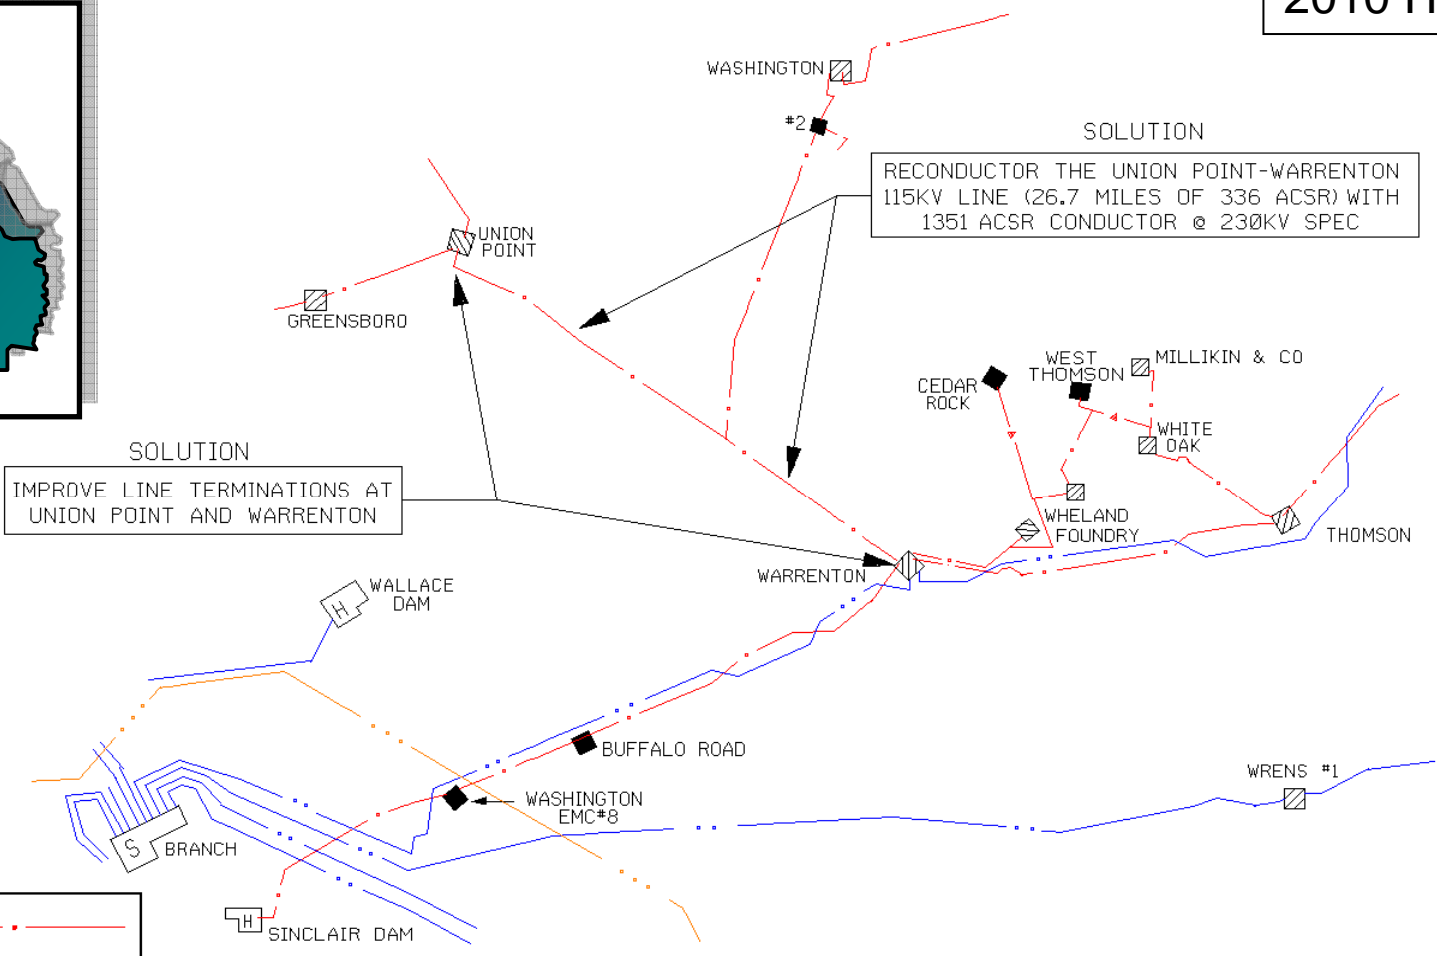 2010
WASHINGTON
#2
SOLUTION
RECONDUCTOR THE UNION POINT-WARRENTON
115KV LINE (26.7 MILES OF 336 ACSR) WITH
1351 ACSR CONDUCTOR @ 230KV SPEC
UNION
POINT
GREENSBORO
WEST
THOMSON
MILLIKIN & CO
CEDAR
ROCK
WHITE
OAK
SOLUTION
IMPROVE LINE TERMINATIONS AT
UNION POINT AND WARRENTON
WHELAND
FOUNDRY
THOMSON
WARRENTON
WALLACE
DAM
H
BUFFALO ROAD
WRENS #1
WASHINGTON
EMC#8
S
BRANCH
H
SINCLAIR DAM